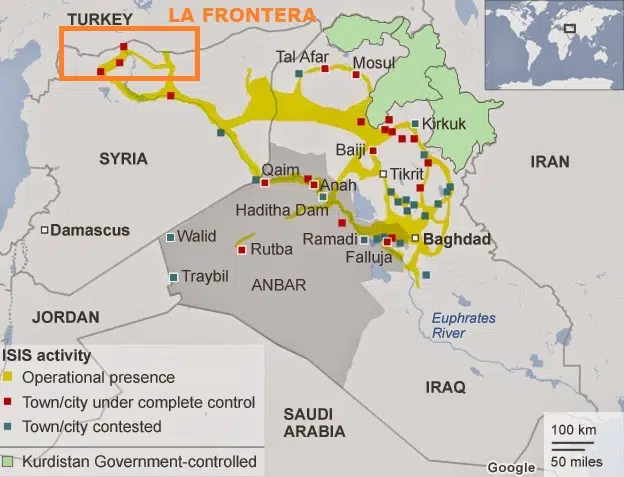 TURKEY
LA FRONTERA
Tal Afar
Mosul
Kirkuk
SYRIA
Baiji
IRAN
Qaim
Tikrit
Anah
Haditha Dam
Damascus
Walid
Ramadi
Baghdad
Rutba
Falluja
Traybil
ANBAR
JORDAN
Euphrates
River
ISIS activity
Operational presence
IRAQ
Town/city under complete control
SAUDI
ARABIA
Town/city contested
100 km
50 miles
Kurdistan Government-controlled
Google